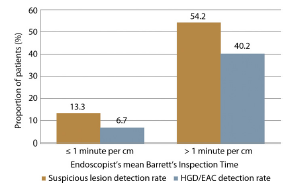 Proportion of patients (%)
60
50
40
30
20
10
0
13.3
6.7
54.2
40.2
≤ 1 minute per cm
> 1 minute per cm
Endoscopist's mean Barrett's Inspection Time
Suspicious lesion detection rate
HGD/EAC detection rate